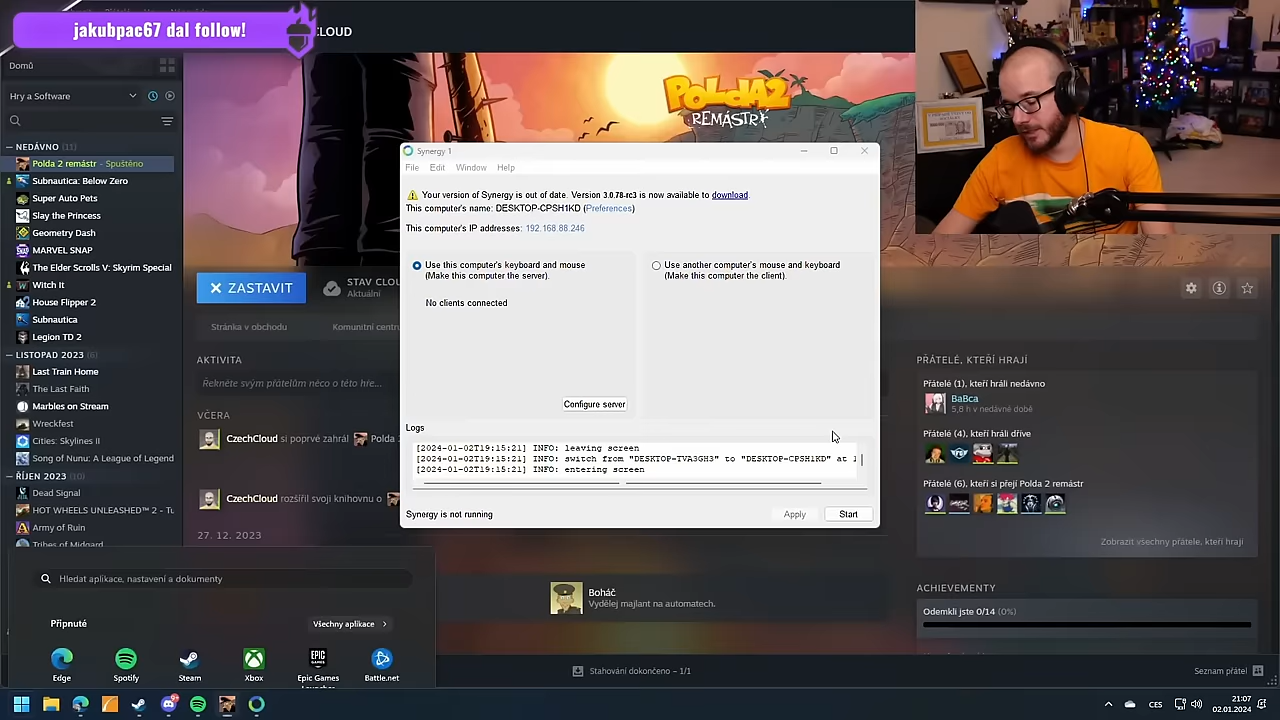 jakubpac67 dal follow!
CLOUD
Domů
Hry a Software
NEDÁVNO (11)
Polda 2 remástr - Spuštěno
Subnautica: Below Zero
Super Auto Pets
Slay the Princess
Geometry Dash
MARVEL SNAP
The Elder Scrolls V: Skyrim Special
Witch It
House Flipper 2
Subnautica
Legion TD 2
LISTOPAD 2023 (6)
Last Train Home
The Last Faith
Marbles on Stream
Wreckfest
Cities: Skylines II
Song of Nunu: A League of Legend
ŘÍJEN 2023 (10)
Dead Signal
HOT WHEELS UNLEASHED™ 2 - Tu
Army of Ruin
Tribes of Midgard
POLDA 2
REMÁSTR
ZASTAVIT
STAV CLOU
Aktuální
Stránka v obchodu
Komunitní centr
AKTIVITA
Řekněte svým přátelům něco o této hře...
VČERA
CzechCloud si poprvé zahrál Polda
CzechCloud rozšířil svoji knihovnu o
27. 12. 2023
Synergy 1
File Edit Window Help
Your version of Synergy is out of date. Version 3.0.78-rc3 is now available to download.
This computer's name: DESKTOP-CPSH1KD (Preferences)
This computer's IP addresses: 192.168.88.246
Use this computer's keyboard and mouse
(Make this computer the server).
No clients connected
Configure server
Use another computer's mouse and keyboard
(Make this computer the client).
Logs
[2024-01-02T19:15:21] INFO: leaving screen
[2024-01-02T19:15:21] INFO: switch from "DESKTOP-TVA3GH3" to "DESKTOP-CPSH1KD" at 1
[2024-01-02T19:15:21] INFO: entering screen
Synergy is not running
Apply
Start
PŘÁTELÉ, KTEŘÍ HRAJÍ
Přátelé (1), kteří hráli nedávno
BaBca
5,8 h v nedávné době
Přátelé (4), kteří hráli dříve
Přátelé (6), kteří si přejí Polda 2 remástr
Zobrazit všechny přátele, kteří hrají
ACHIEVEMENTY
Odemkli jste 0/14 (0%)
Boháč
Vydělej majlant na automatech.
Stahování dokončeno – 1/1
Seznam přátel
Hledat aplikace, nastavení a dokumenty
Připnuté
Všechny aplikace
Edge
Spotify
Steam
Xbox
EPIC GAMES
Epic Games
Battle.net
CES
21:07
02.01.2024